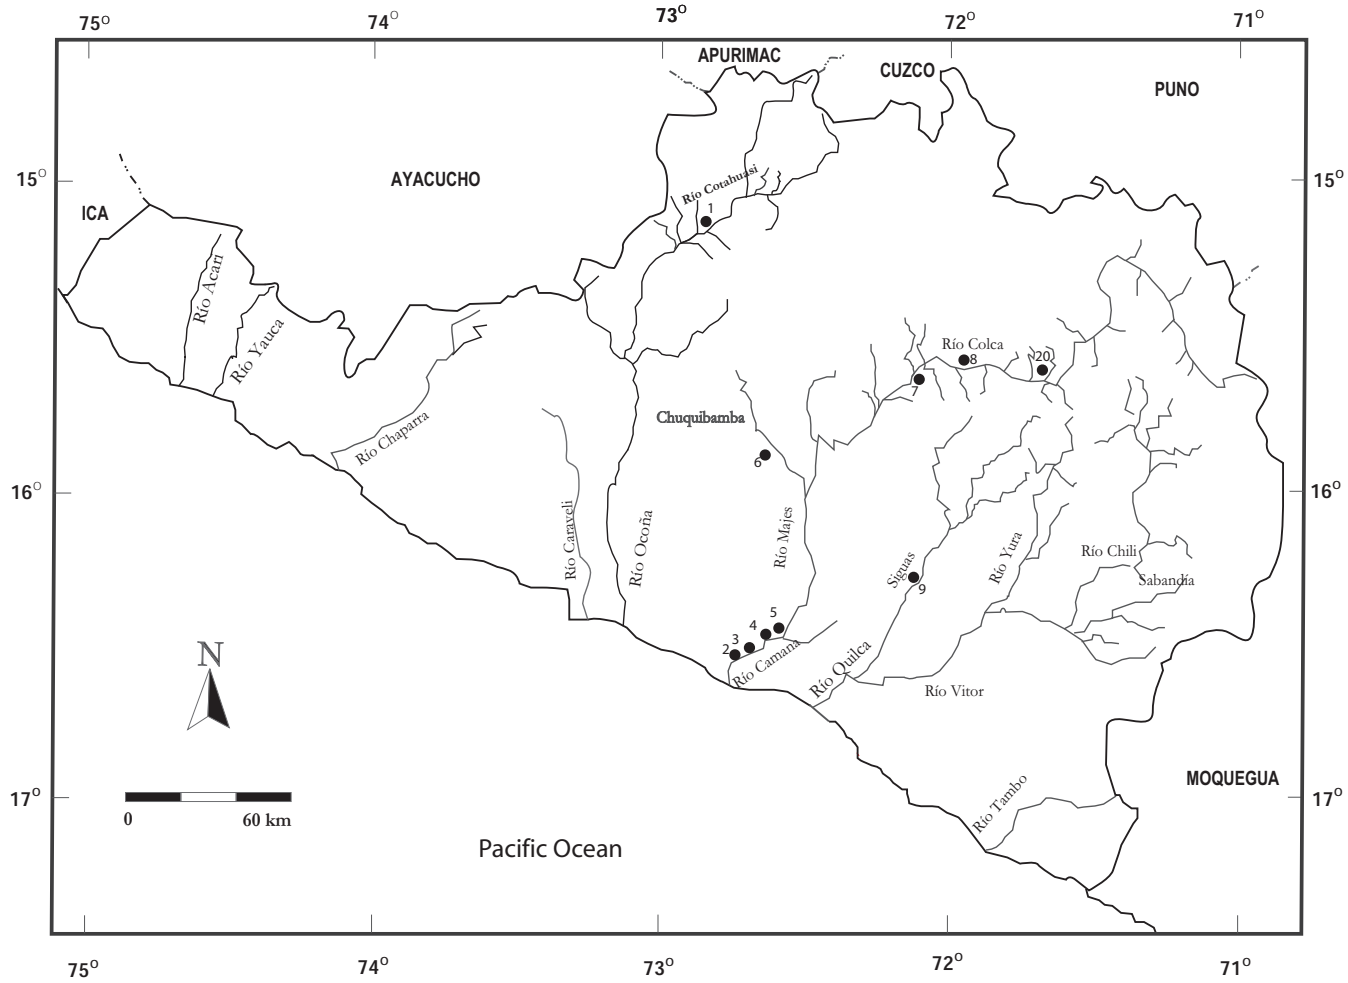 75° 74° 73° 72° 71°
APURIMAC
CUZCO
PUNO
15° 15°
AYACUCHO
ICA
Río Cotahuasi
1
Río Acarí
Río Yauca
Río Colca
8
20
7
Río Chaparra
Chuquibamba
6
16° 16°
Río Caraveli
Río Ocoña
Río Majes
Siguas
9
Río Yura
Río Chili
Sabandía
5
4
3
2
Río Camana
Río Quilca
Río Vitor
N
MOQUEGUA
17° 17°
0 60 km
Río Tambo
Pacific Ocean
75° 74° 73° 72° 71°